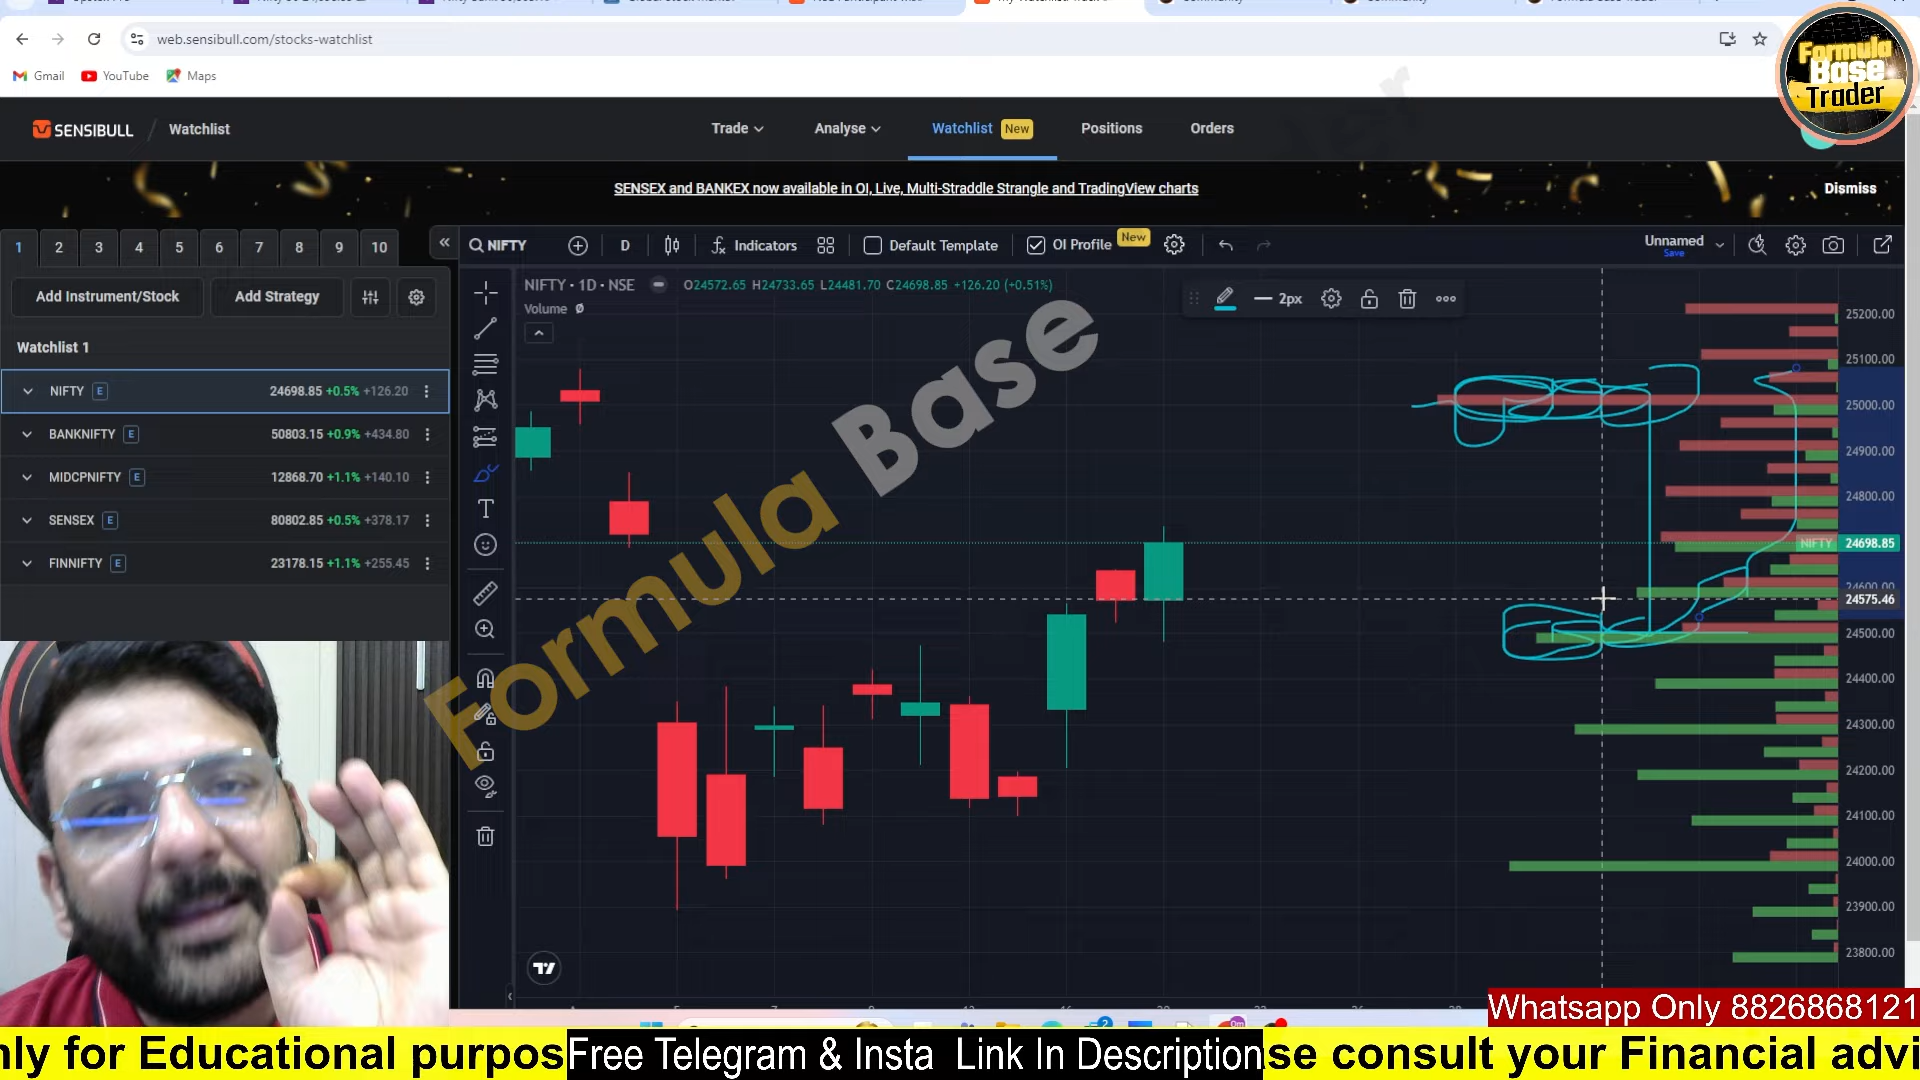 web.sensibull.com/stocks-watchlist
Gmail YouTube Maps
Formula
Base
Trader
SENSIBULL / Watchlist
Trade Analyse Watchlist New Positions Orders
SENSEX and BANKEX now available in OI, Live, Multi-Straddle Strangle and TradingView charts
Dismiss
1 2 3 4 5 6 7 8 9 10
NIFTY D Indicators Default Template OI Profile New Unnamed
Save
Add Instrument/Stock Add Strategy
NIFTY · 1D · NSE O24572.65 H24733.65 L24481.70 C24698.85 +126.20 (+0.51%)
2px
Volume
Watchlist 1
NIFTY E 24698.85 +0.5% +126.20
BANKNIFTY E 50803.15 +0.9% +434.80
MIDCPNIFTY E 12868.70 +1.1% +140.10
SENSEX E 80802.85 +0.5% +378.17
FINNIFTY E 23178.15 +1.1% +255.45
25200.00
25100.00
25000.00
24900.00
24800.00
NIFTY 24698.85
24600.00
24575.46
24500.00
24400.00
24300.00
24200.00
24100.00
24000.00
23900.00
23800.00
Formula Base
Whatsapp Only 8826868121
nly for Educational purpos
Free Telegram & Insta Link In Description
se consult your Financial advi